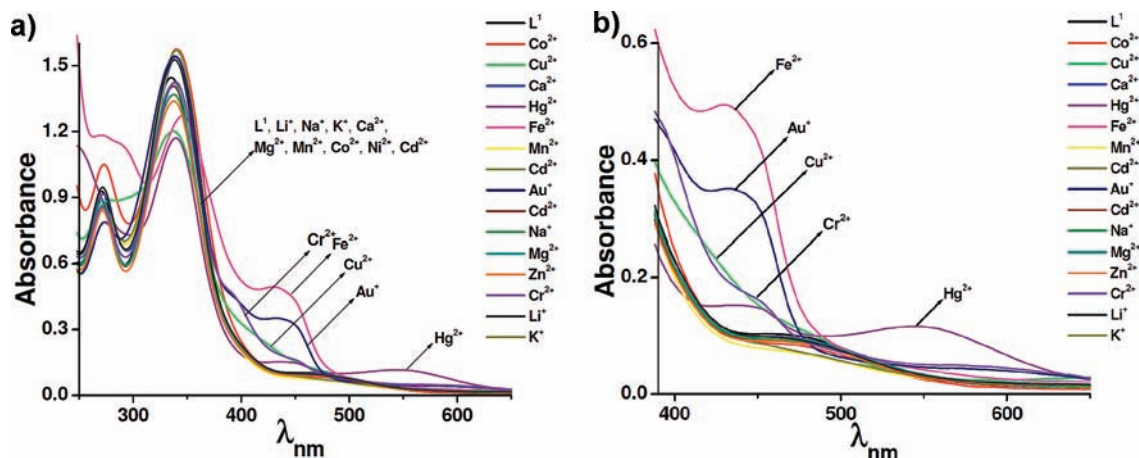 a)
Absorbance
1.5
1.2
0.9
0.6
0.3
0.0
300
400
500
600
λnm
L¹, Li⁺, Na⁺, K⁺, Ca²⁺,
Mg²⁺, Mn²⁺, Co²⁺, Ni²⁺, Cd²⁺
Cr²⁺
Fe²⁺
Cu²⁺
Au⁺
Hg²⁺
L¹
Co²⁺
Cu²⁺
Ca²⁺
Hg²⁺
Fe²⁺
Mn²⁺
Cd²⁺
Au⁺
Cd²⁺
Na⁺
Mg²⁺
Zn²⁺
Cr²⁺
Li⁺
K⁺
b)
Absorbance
0.6
0.4
0.2
0.0
400
500
600
λnm
Fe²⁺
Au⁺
Cu²⁺
Cr²⁺
Hg²⁺
L¹
Co²⁺
Cu²⁺
Ca²⁺
Hg²⁺
Fe²⁺
Mn²⁺
Cd²⁺
Au⁺
Cd²⁺
Na⁺
Mg²⁺
Zn²⁺
Cr²⁺
Li⁺
K⁺